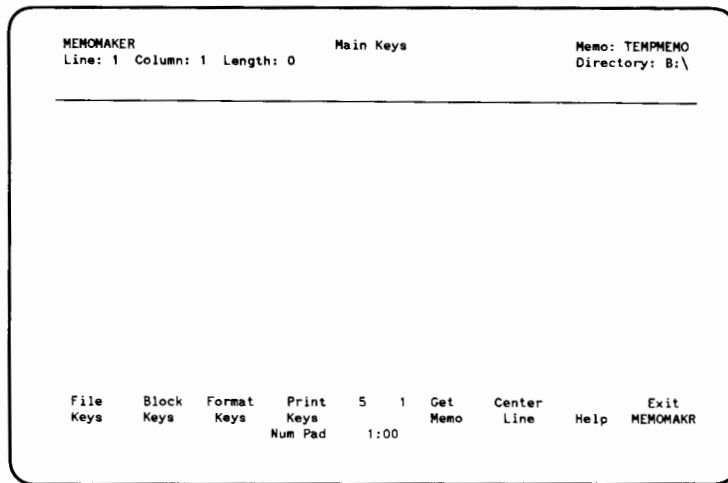 MEMOMAKER Main Keys Memo: TEMPMEMO
Line: 1 Column: 1 Length: 0 Directory: B:\
File Block Format Print 5 1 Get Center Exit
Keys Keys Keys Keys Memo Line Help MEMOMAKR
Num Pad 1:00